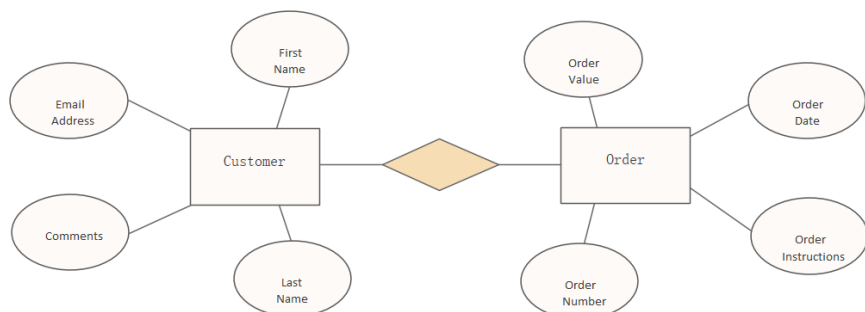 First
Name
Order
Value
Email
Address
Order
Date
Customer
Order
Comments
Order
Instructions
Last
Name
Order
Number